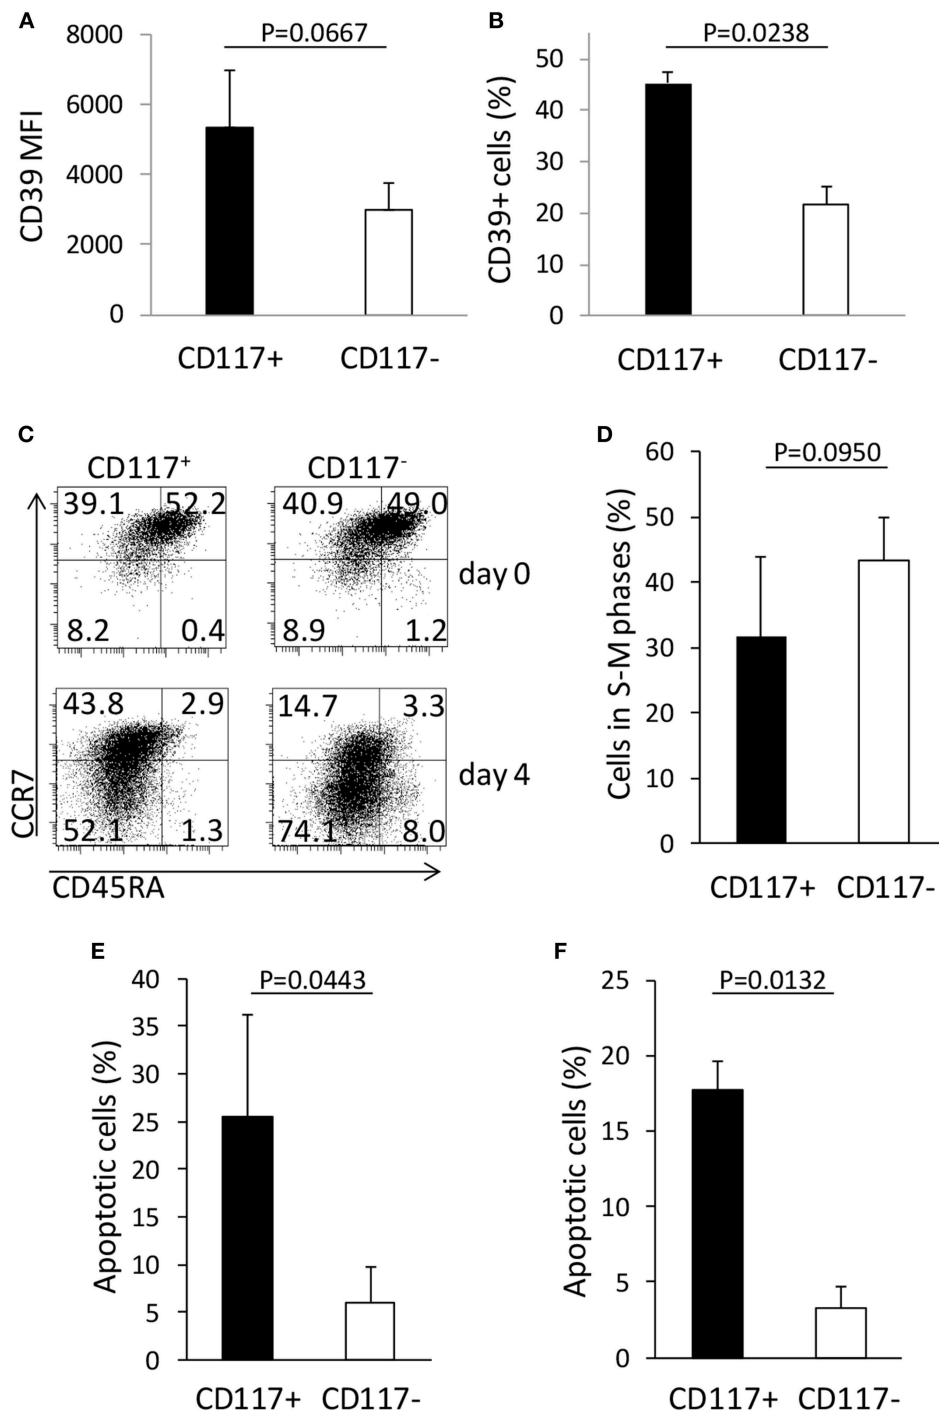 A
CD39 MFI
8000
6000
4000
2000
0
P=0.0667
CD117+ CD117-
B
CD39+ cells (%)
50
40
30
20
10
0
P=0.0238
CD117+ CD117-
C
CD117+ CD117-
39.1 52.2 40.9 49.0
day 0
8.2 0.4 8.9 1.2
43.8 2.9 14.7 3.3
day 4
52.1 1.3 74.1 8.0
CCR7
CD45RA
D
Cells in S-M phases (%)
60
50
40
30
20
10
0
P=0.0950
CD117+ CD117-
E
Apoptotic cells (%)
40
35
30
25
20
15
10
5
0
P=0.0443
CD117+ CD117-
F
Apoptotic cells (%)
25
20
15
10
5
0
P=0.0132
CD117+ CD117-